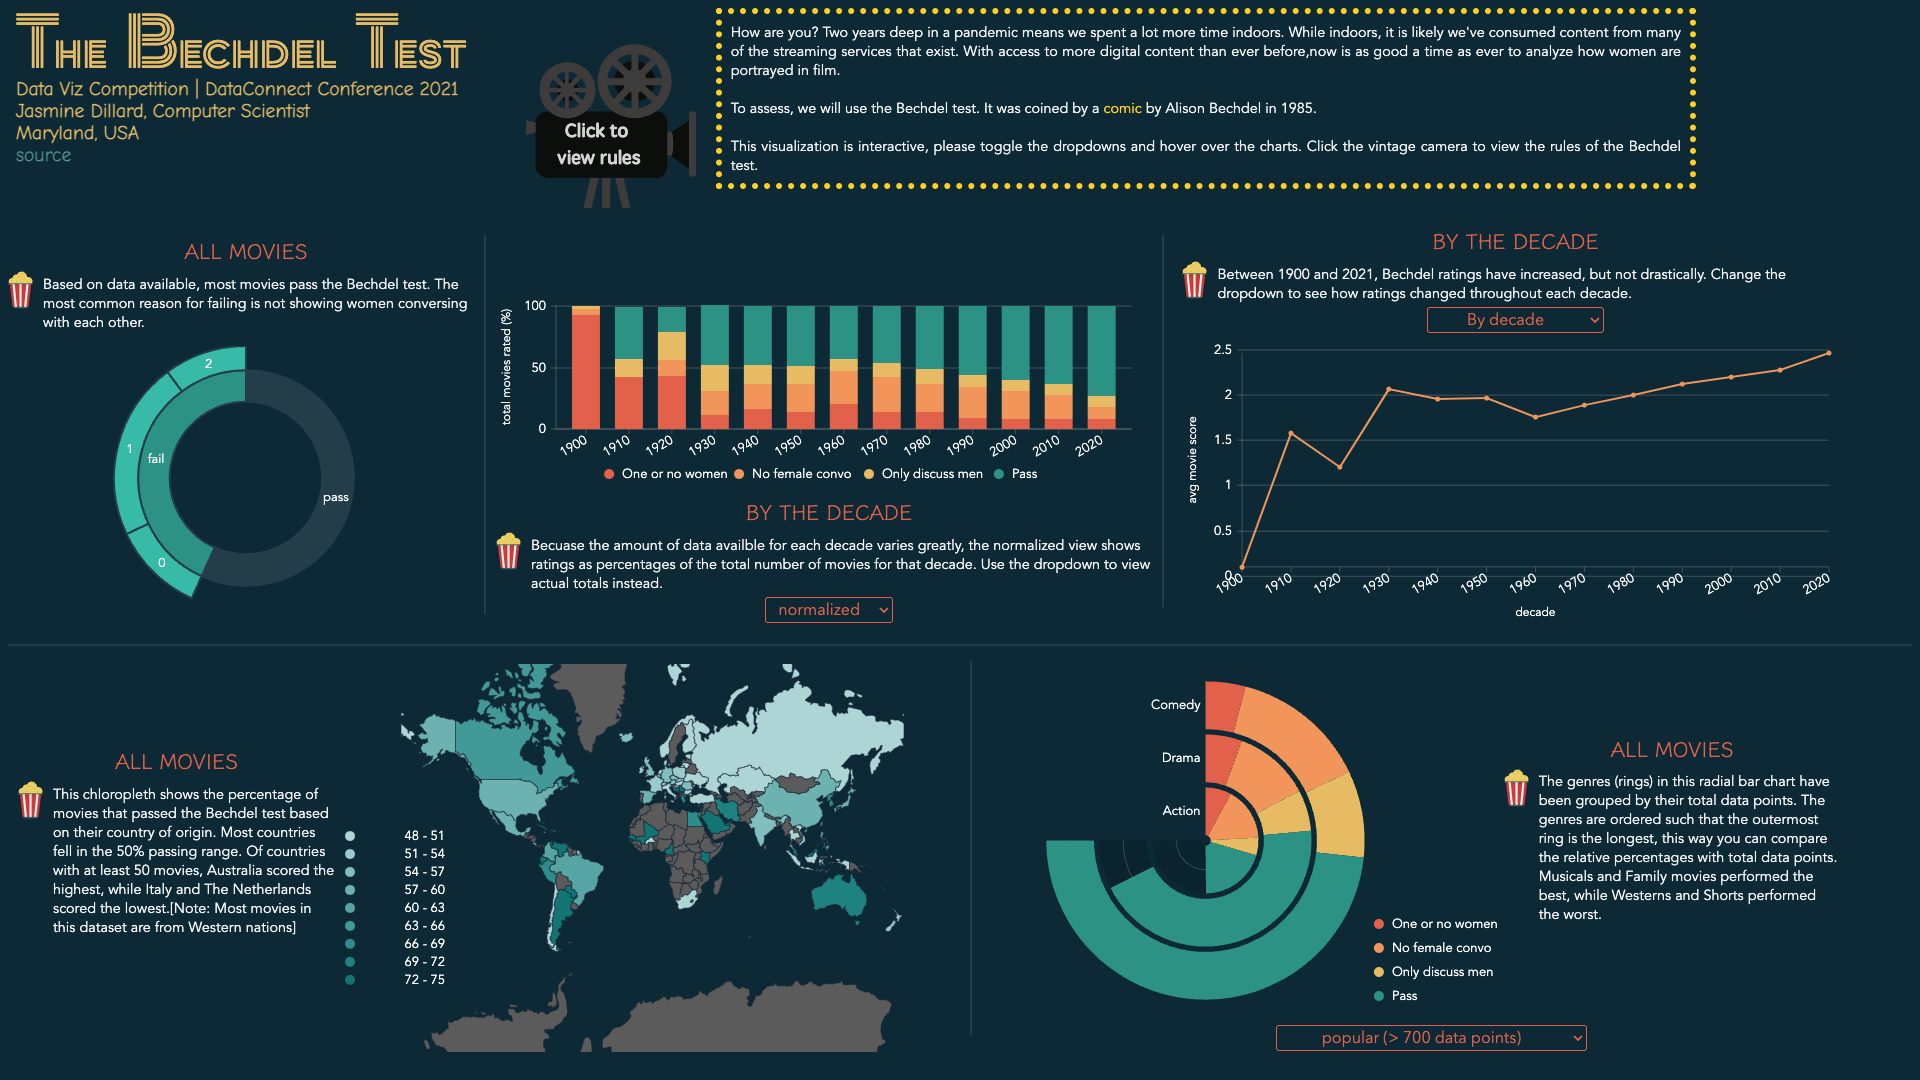 The Bechdel Test
Data Viz Competition | DataConnect Conference 2021
Jasmine Dillard, Computer Scientist
Maryland, USA
source
Click to
view rules
How are you? Two years deep in a pandemic means we spent a lot more time indoors. While indoors, it is likely we've consumed content from many
of the streaming services that exist. With access to more digital content than ever before,now is as good a time as ever to analyze how women are
portrayed in film.
To assess, we will use the Bechdel test. It was coined by a comic by Alison Bechdel in 1985.
This visualization is interactive, please toggle the dropdowns and hover over the charts. Click the vintage camera to view the rules of the Bechdel
test.
ALL MOVIES
Based on data available, most movies pass the Bechdel test. The
most common reason for failing is not showing women conversing
with each other.
2
1
fail
pass
0
total movies rated (%)
100
50
0
1900
1910
1920
1930
1940
1950
1960
1970
1980
1990
2000
2010
2020
One or no women
No female convo
Only discuss men
Pass
BY THE DECADE
Becuase the amount of data availble for each decade varies greatly, the normalized view shows
ratings as percentages of the total number of movies for that decade. Use the dropdown to view
actual totals instead.
normalized
BY THE DECADE
Between 1900 and 2021, Bechdel ratings have increased, but not drastically. Change the
dropdown to see how ratings changed throughout each decade.
By decade
avg movie score
2.5
2
1.5
1
0.5
0
1900
1910
1920
1930
1940
1950
1960
1970
1980
1990
2000
2010
2020
decade
ALL MOVIES
This chloropleth shows the percentage of
movies that passed the Bechdel test based
on their country of origin. Most countries
fell in the 50% passing range. Of countries
with at least 50 movies, Australia scored the
highest, while Italy and The Netherlands
scored the lowest.[Note: Most movies in
this dataset are from Western nations]
48 - 51
51 - 54
54 - 57
57 - 60
60 - 63
63 - 66
66 - 69
69 - 72
72 - 75
Comedy
Drama
Action
One or no women
No female convo
Only discuss men
Pass
popular (> 700 data points)
ALL MOVIES
The genres (rings) in this radial bar chart have
been grouped by their total data points. The
genres are ordered such that the outermost
ring is the longest, this way you can compare
the relative percentages with total data points.
Musicals and Family movies performed the
best, while Westerns and Shorts performed
the worst.